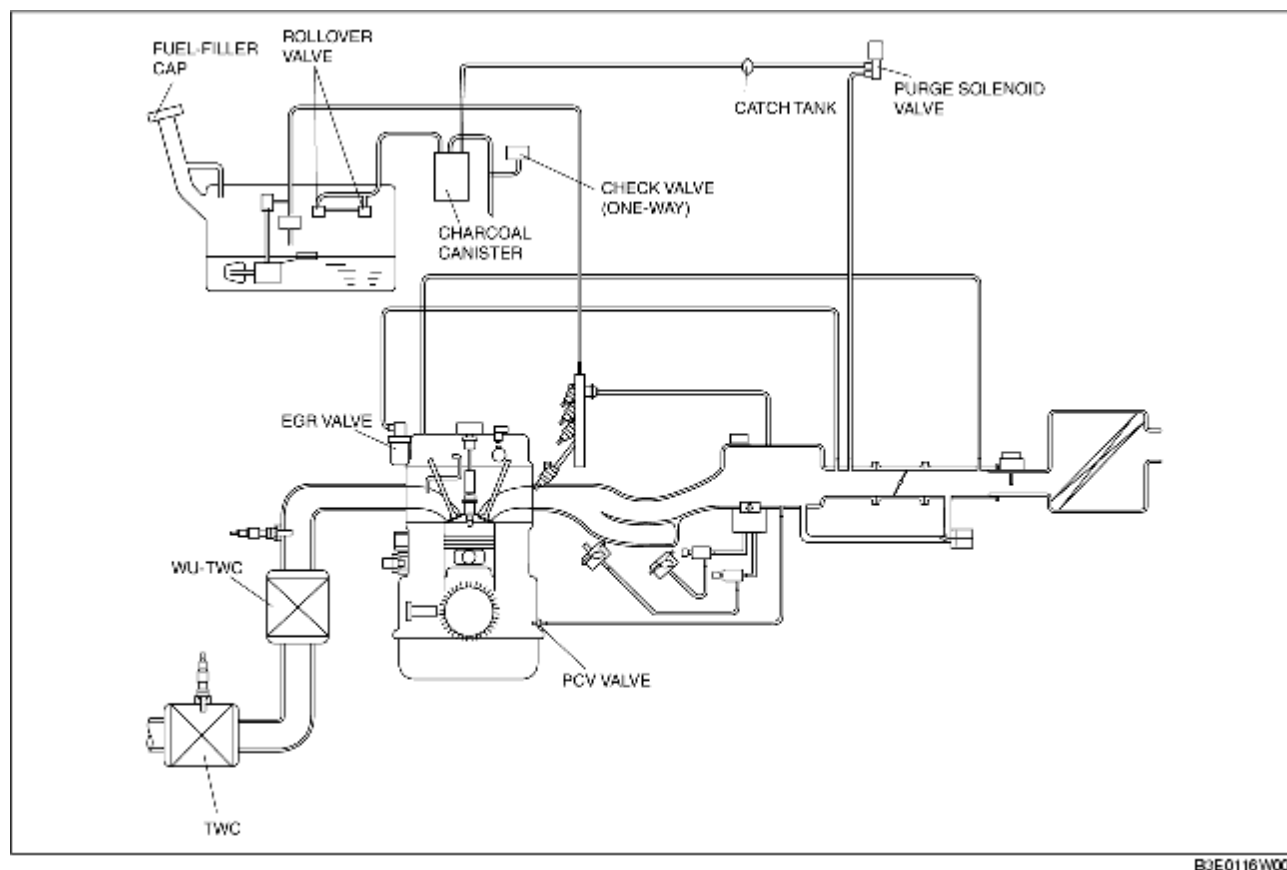 FUEL-FILLER
CAP
ROLLOVER
VALVE
CATCH TANK
PURGE SOLENOID
VALVE
CHECK VALVE
(ONE-WAY)
CHARCOAL
CANISTER
EGR VALVE
WU-TWC
PCV VALVE
TWC
B3E0116W00